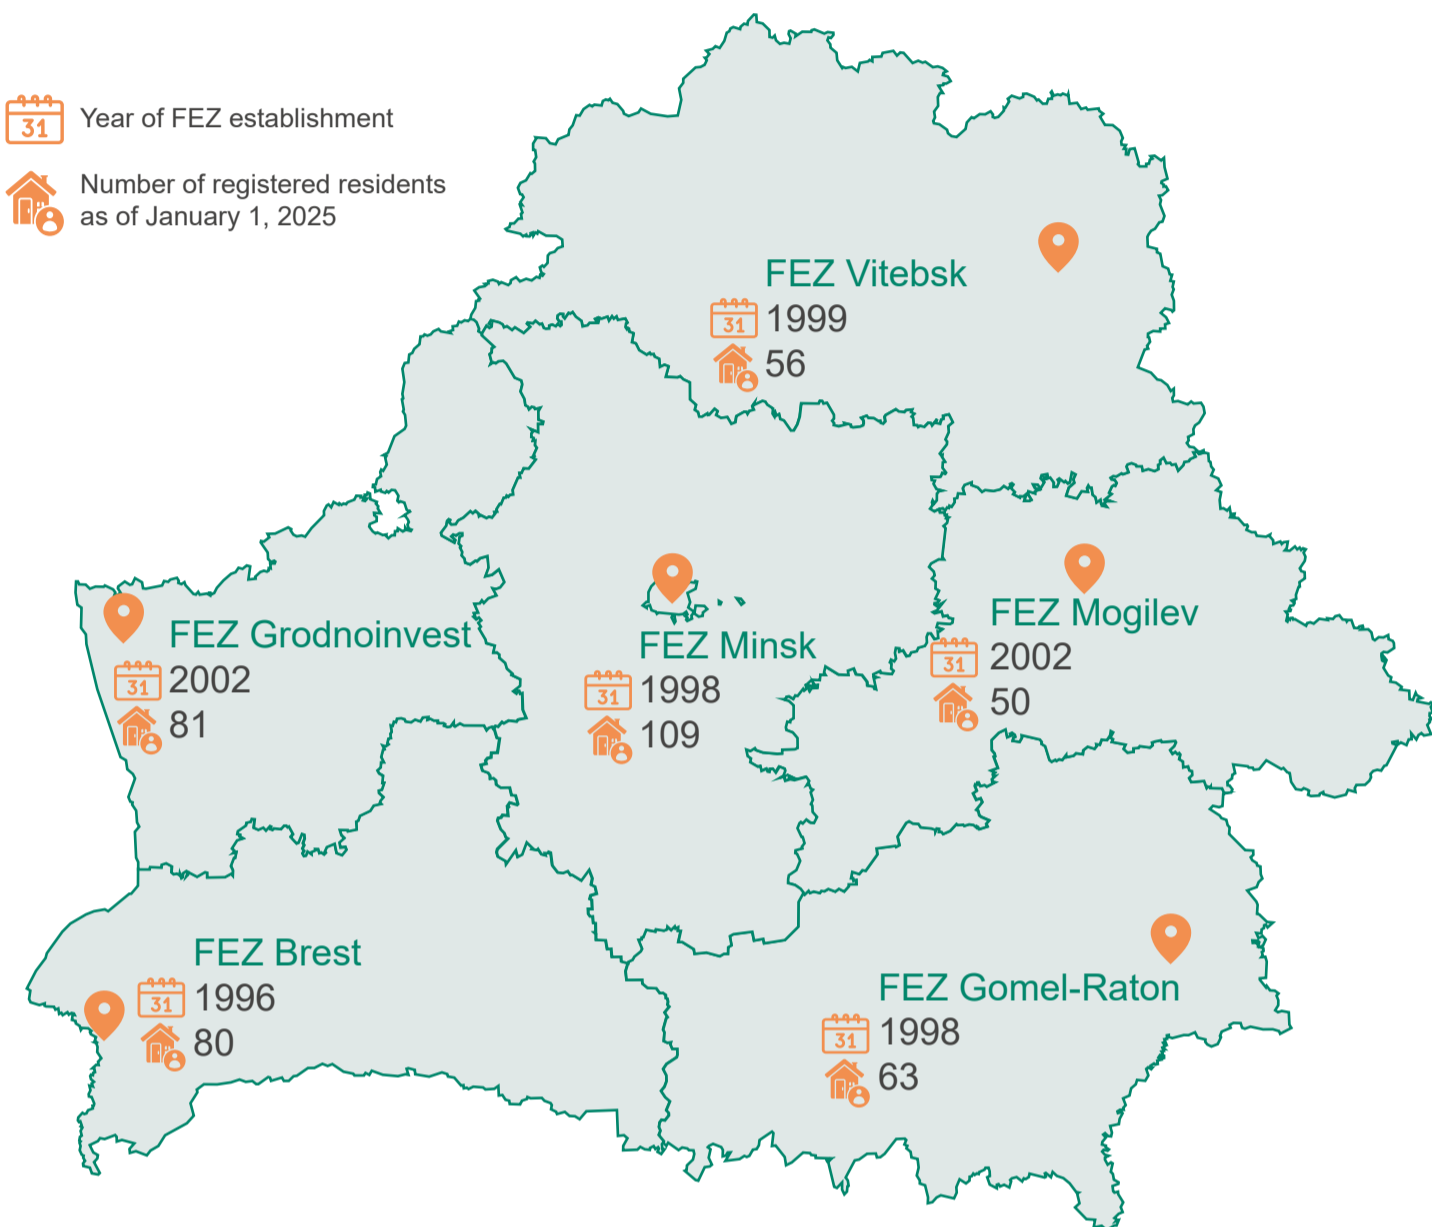 31 Year of FEZ establishment
Number of registered residents
as of January 1, 2025
FEZ Vitebsk
31 1999
56
FEZ Grodnoinvest
31 2002
81
FEZ Minsk
31 1998
109
FEZ Mogilev
31 2002
50
FEZ Brest
31 1996
80
FEZ Gomel-Raton
31 1998
63